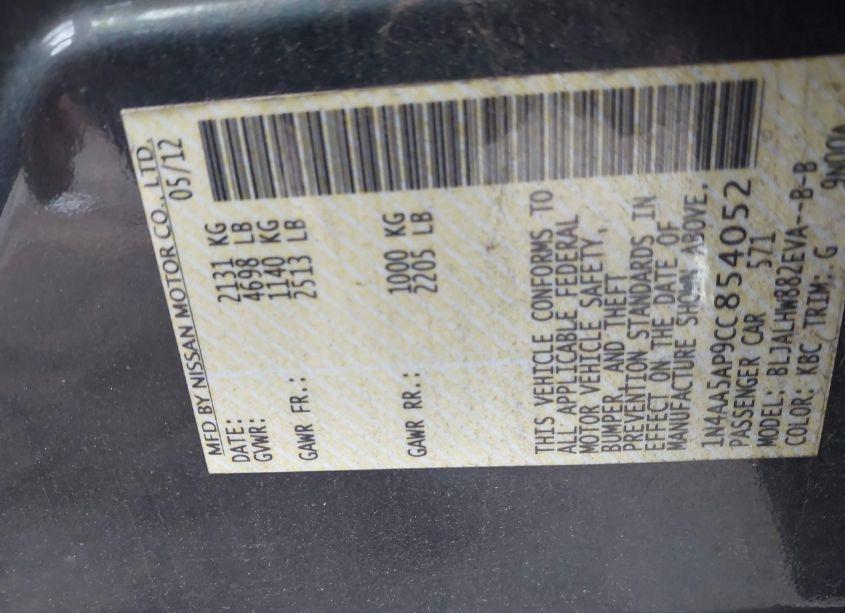 MFD BY NISSAN MOTOR CO., LTD.
DATE: 05/12
GVWR: 2131 KG
4698 LB
GAWR FR.: 1140 KG
2513 LB
GAWR RR.: 1000 KG
2205 LB
THIS VEHICLE CONFORMS TO
ALL APPLICABLE FEDERAL
MOTOR VEHICLE SAFETY,
BUMPER AND THEFT
PREVENTION STANDARDS IN
EFFECT ON THE DATE OF
MANUFACTURE SHOWN ABOVE.
1N4AA5AP9CC854052
PASSENGER CAR 571
MODEL: BLJALHW882EVA--B-B
COLOR: KBC TRIM: G